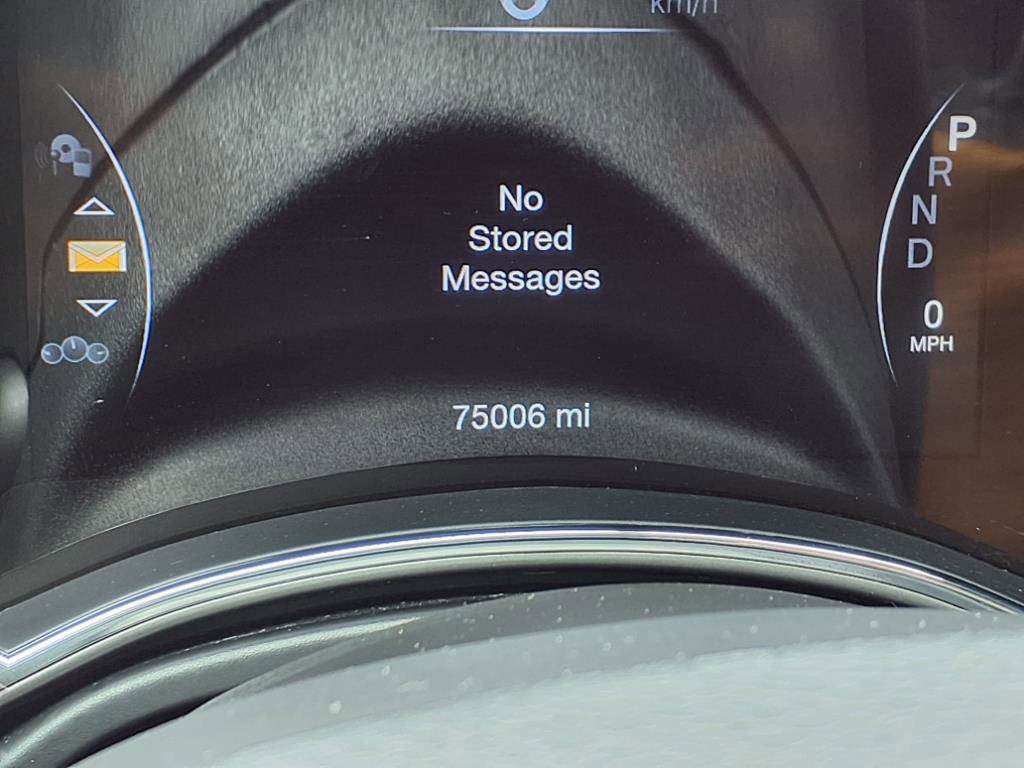 km/h
No
Stored
Messages
75006 mi
P
R
N
D
0
MPH